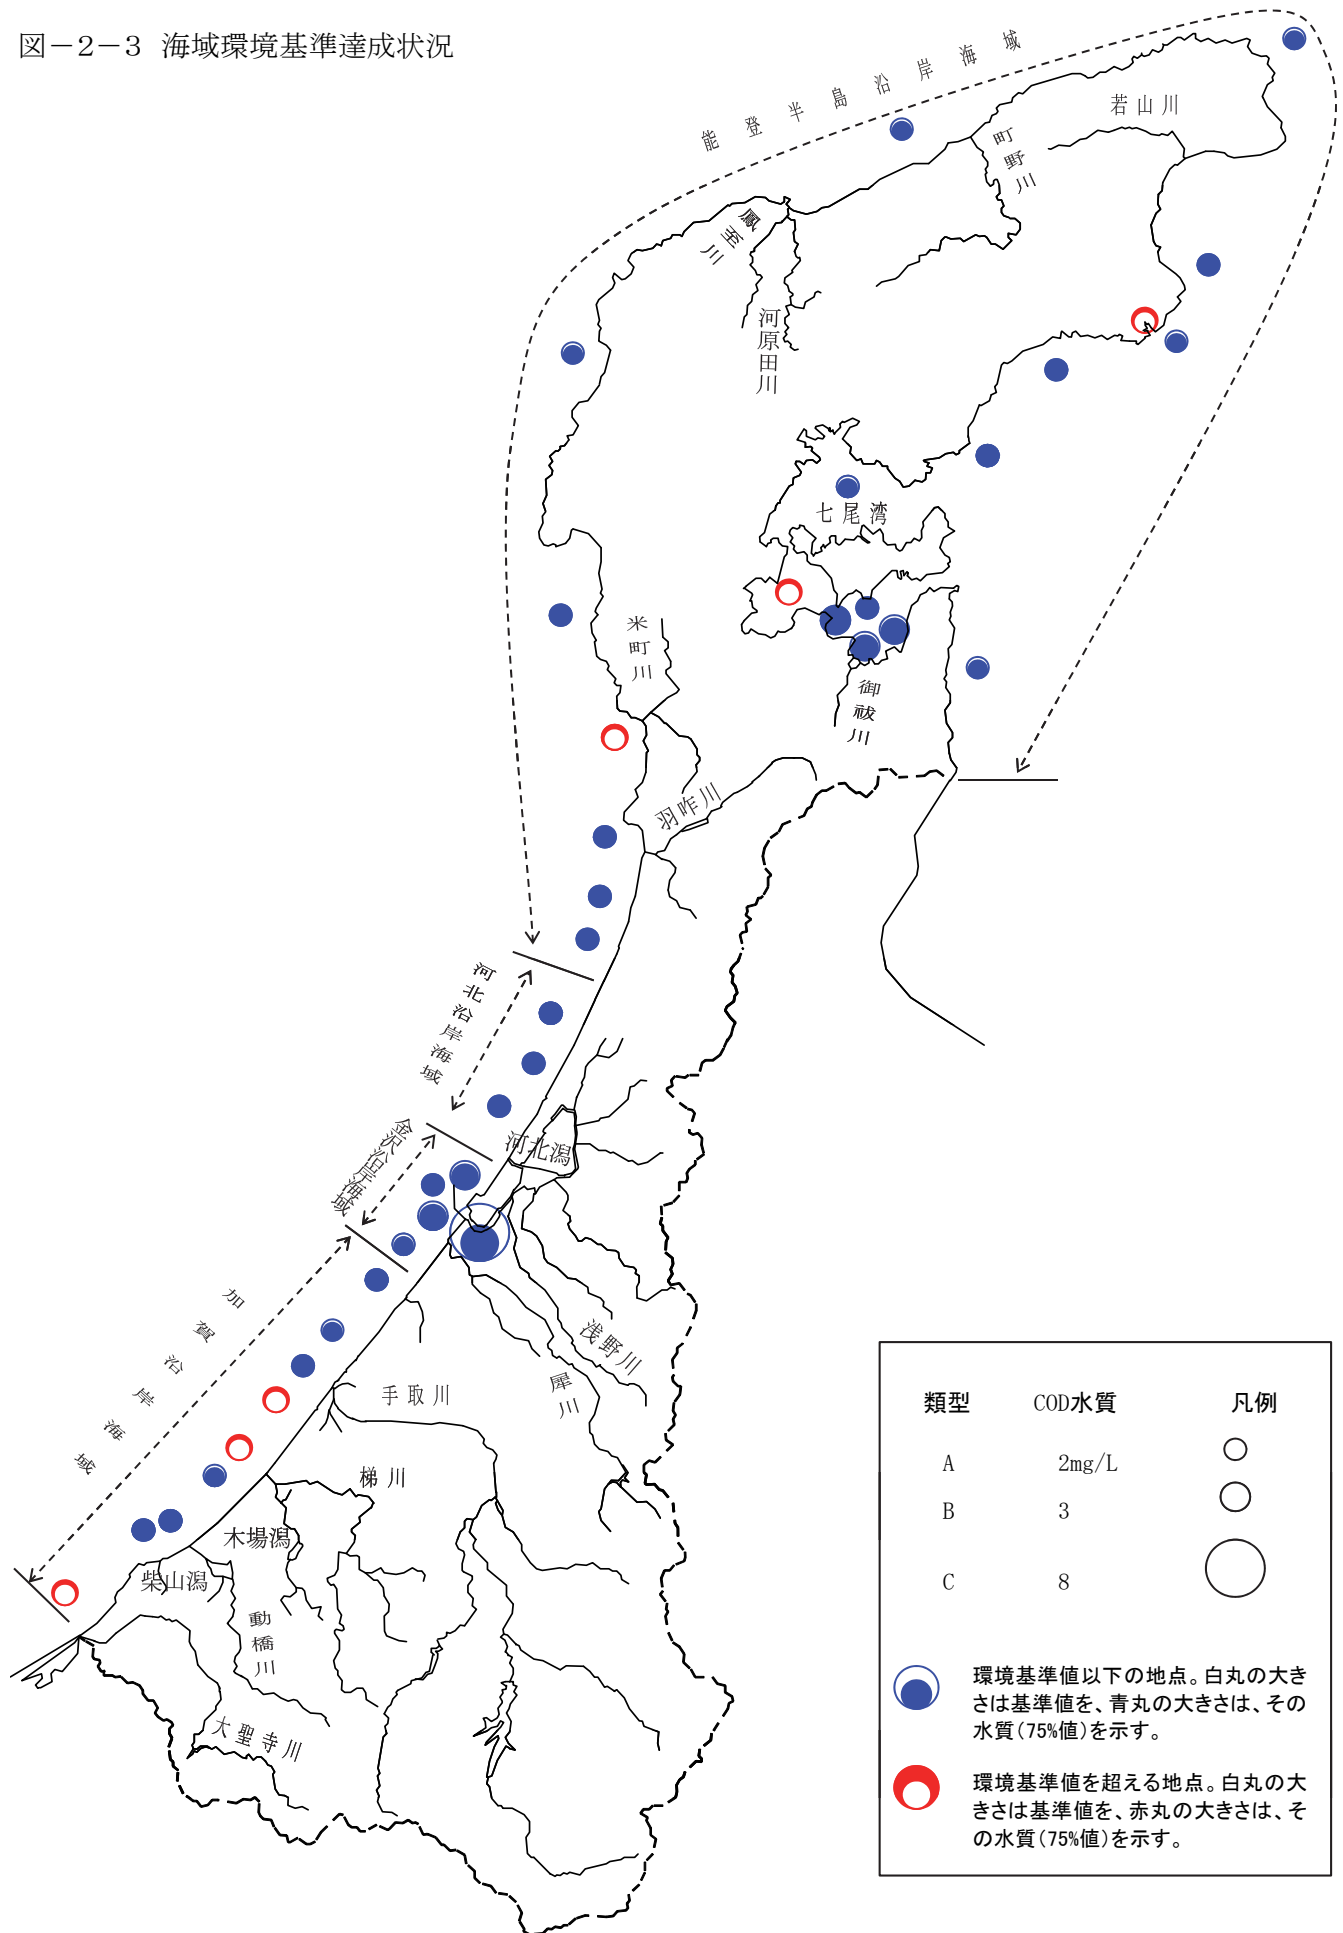 図－2－3 海域環境基準達成状況
能登半島沿岸海域
若山川
町野川
鳳至川
河原田川
七尾湾
米町川
御祓川
羽咋川
河北沿岸海域
金沢沿岸海域
河北潟
加賀沿岸海域
浅野川
犀川
手取川
梯川
木場潟
柴山潟
動橋川
大聖寺川
類型 COD水質 凡例
A 2mg/L
B 3
C 8
環境基準値以下の地点。白丸の大き
さは基準値を、青丸の大きさは、その
水質（75%値）を示す。
環境基準値を超える地点。白丸の大
きさは基準値を、赤丸の大きさは、そ
の水質（75%値）を示す。